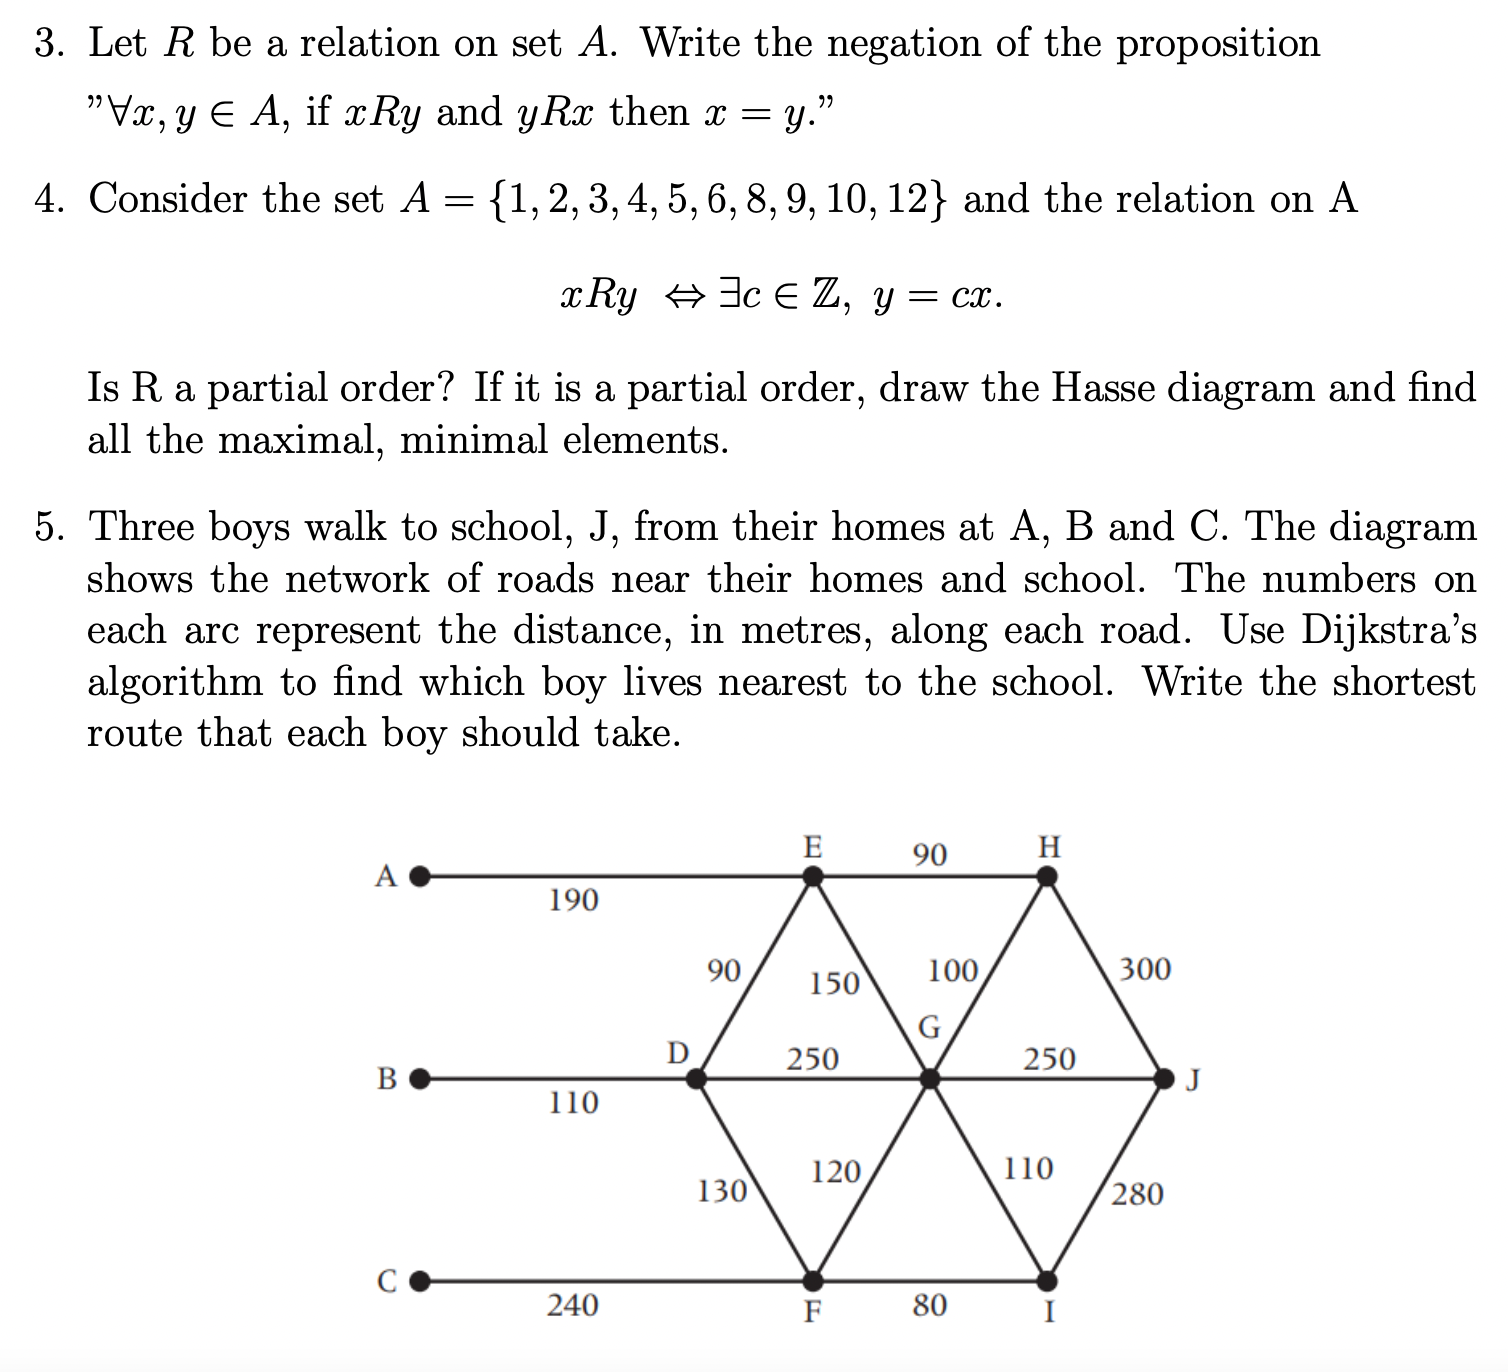 3. Let R be a relation on set A. Write the negation of the proposition
”∀x, y ∈ A, if xRy and yRx then x = y.”
4. Consider the set A = {1, 2, 3, 4, 5, 6, 8, 9, 10, 12} and the relation on A
xRy ⇔ ∃c ∈ ℤ, y = cx.
Is R a partial order? If it is a partial order, draw the Hasse diagram and find
all the maximal, minimal elements.
5. Three boys walk to school, J, from their homes at A, B and C. The diagram
shows the network of roads near their homes and school. The numbers on
each arc represent the distance, in metres, along each road. Use Dijkstra’s
algorithm to find which boy lives nearest to the school. Write the shortest
route that each boy should take.
E 90 H
A
190
90 150 100 300
G
D 250 250
B J
110
120 110
130 280
C
240 F 80 I